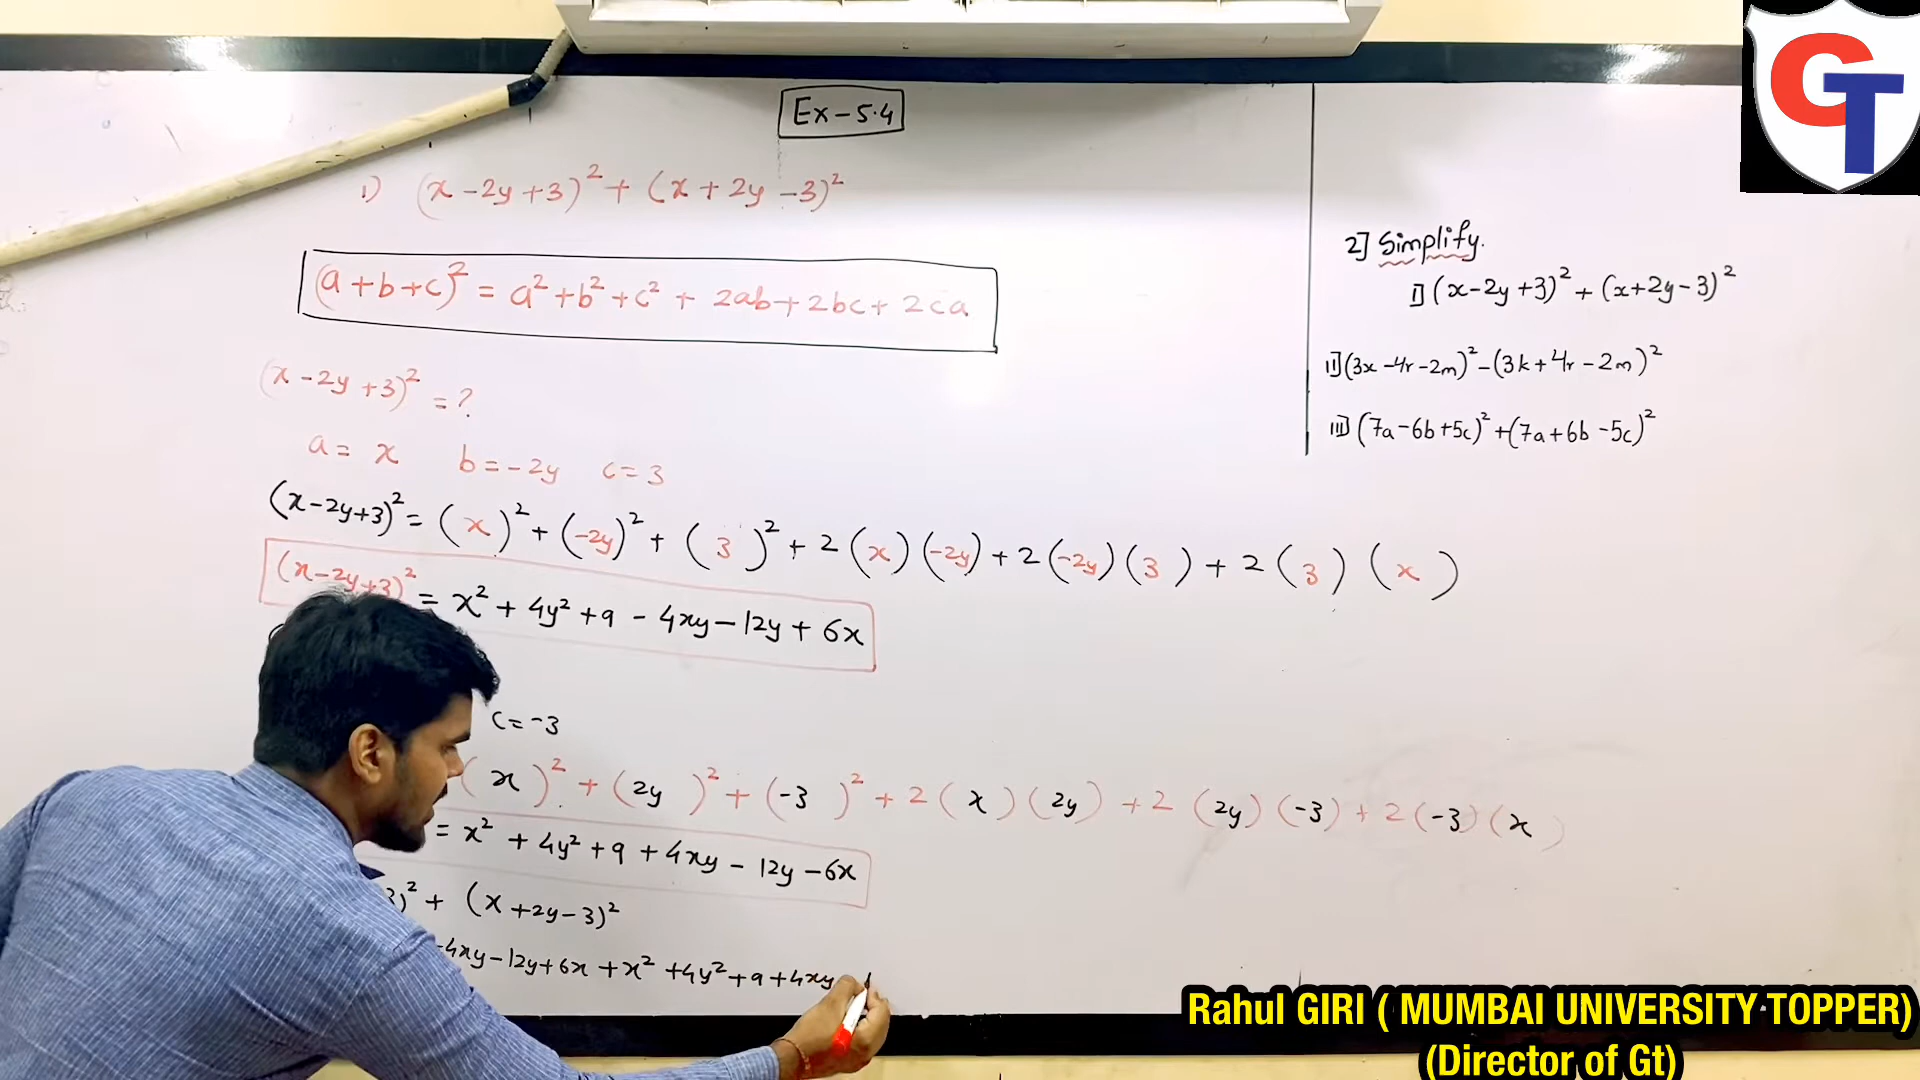 GT
Ex - 5.4
1) (x - 2y + 3)² + (x + 2y - 3)²
(a + b + c)² = a² + b² + c² + 2ab + 2bc + 2ca
(x - 2y + 3)² = ?
a = x b = -2y c = 3
(x - 2y + 3)² = (x)² + (-2y)² + (3)² + 2(x)(-2y) + 2(-2y)(3) + 2(3)(x)
(x - 2y + 3)² = x² + 4y² + 9 - 4xy - 12y + 6x
c = -3
(x)² + (2y)² + (-3)² + 2(x)(2y) + 2(2y)(-3) + 2(-3)(x)
= x² + 4y² + 9 + 4xy - 12y - 6x
3)² + (x + 2y - 3)²
-4xy - 12y + 6x + x² + 4y² + 9 + 4xy
2] Simplify.
i] (x - 2y + 3)² + (x + 2y - 3)²
ii] (3x - 4r - 2m)² - (3k + 4r - 2m)²
iii] (7a - 6b + 5c)² + (7a + 6b - 5c)²
Rahul GIRI ( MUMBAI UNIVERSITY TOPPER)
(Director of Gt)